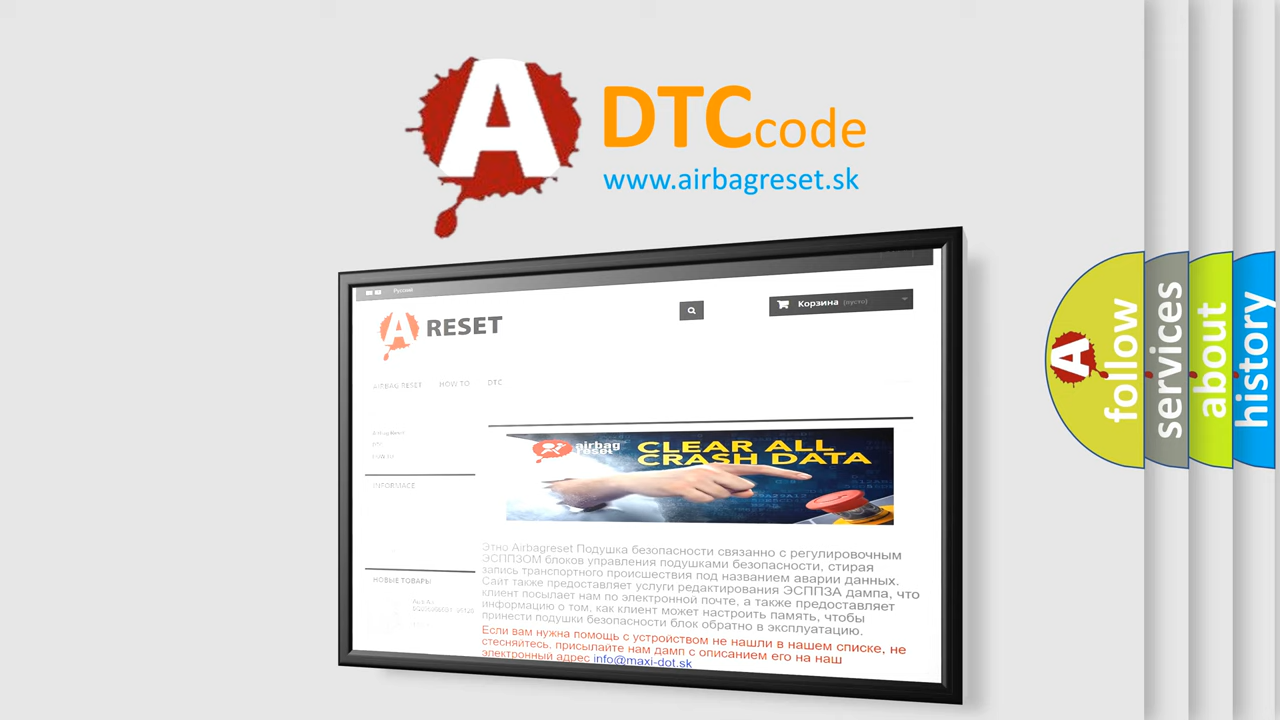 A
DTCcode
www.airbagreset.sk
Русский
A RESET
Корзина (пусто)
AIRBAG RESET HOW TO DTC
DTC
INFORMACE
airbag
reset
CLEAR ALL
CRASH DATA
Этно Airbagreset Подушка безопасности связанно с регулировочным
ЭСППЗОМ блоков управления подушками безопасности, стирая
запись транспортного происшествия под названием аварии данных.
Сайт также предоставляет услуги редактирования ЭСППЗА дампа, что
клиент посылает нам по электронной почте, а также предоставляет
информацию о том, как клиент может настроить память, чтобы
принести подушки безопасности блок обратно в эксплуатацию.
Если вам нужна помощь с устройством не нашли в нашем списке, не
стесняйтесь, присылайте нам дамп с описанием его на наш
электронный адрес info@maxi-dot.sk
НОВЫЕ ТОВАРЫ
A
follow
services
about
history